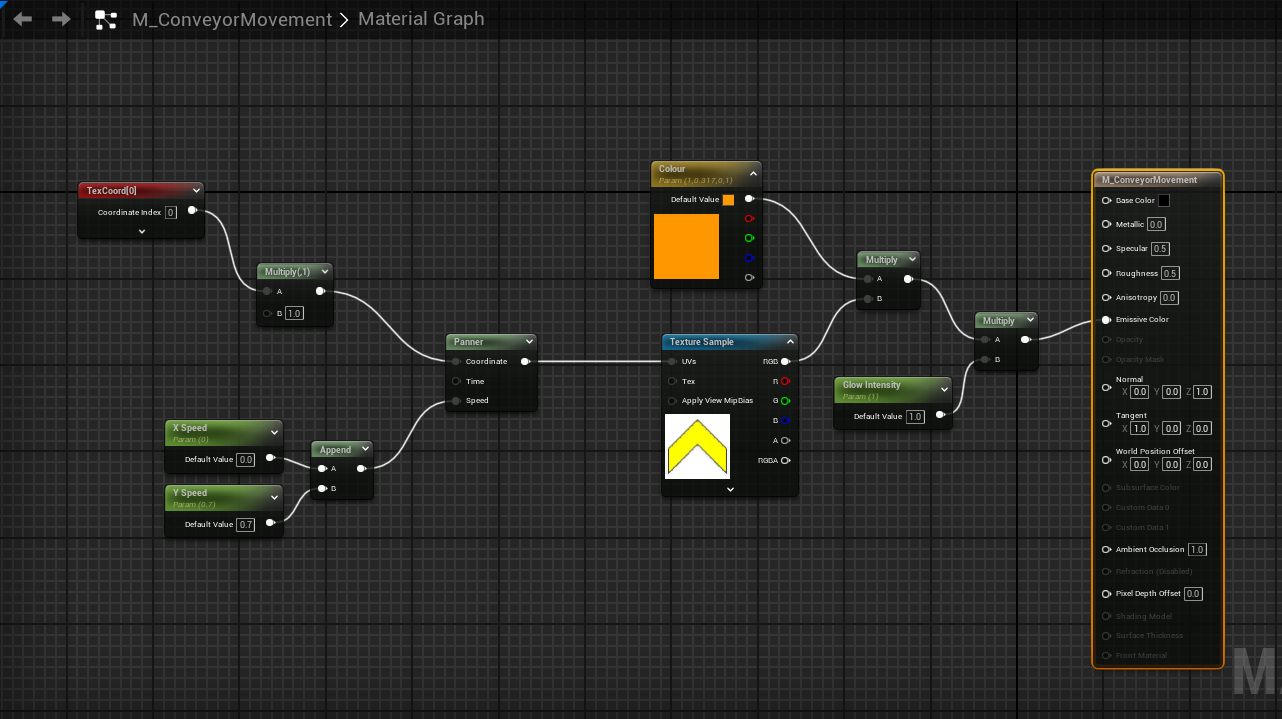 M_ConveyorMovement > Material Graph
TexCoord[0]
Coordinate Index 0
Multiply(,1)
A
B 1.0
X Speed
Param (0)
Default Value 0.0
Y Speed
Param (0.7)
Default Value 0.7
Append
A
B
Panner
Coordinate
Time
Speed
Colour
Param (1,0.317,0,1)
Default Value
Texture Sample
UVs RGB
Tex R
Apply View MipBias G
B
A
RGBA
Multiply
A
B
Glow Intensity
Param (1)
Default Value 1.0
Multiply
A
B
M_ConveyorMovement
Base Color
Metallic 0.0
Specular 0.5
Roughness 0.5
Anisotropy 0.0
Emissive Color
Opacity
Opacity Mask
Normal
X 0.0 Y 0.0 Z 1.0
Tangent
X 1.0 Y 0.0 Z 0.0
World Position Offset
X 0.0 Y 0.0 Z 0.0
Subsurface Color
Custom Data 0
Custom Data 1
Ambient Occlusion 1.0
Refraction (Disabled)
Pixel Depth Offset 0.0
Shading Model
Surface Thickness
Front Material
M